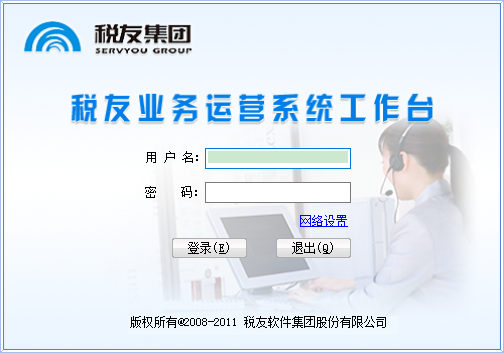 税友集团
SERVYOU GROUP
税友业务运营系统工作台
用 户 名:
密 码:
网络设置
登录(E) 退出(Q)
版权所有@2008-2011 税友软件集团股份有限公司